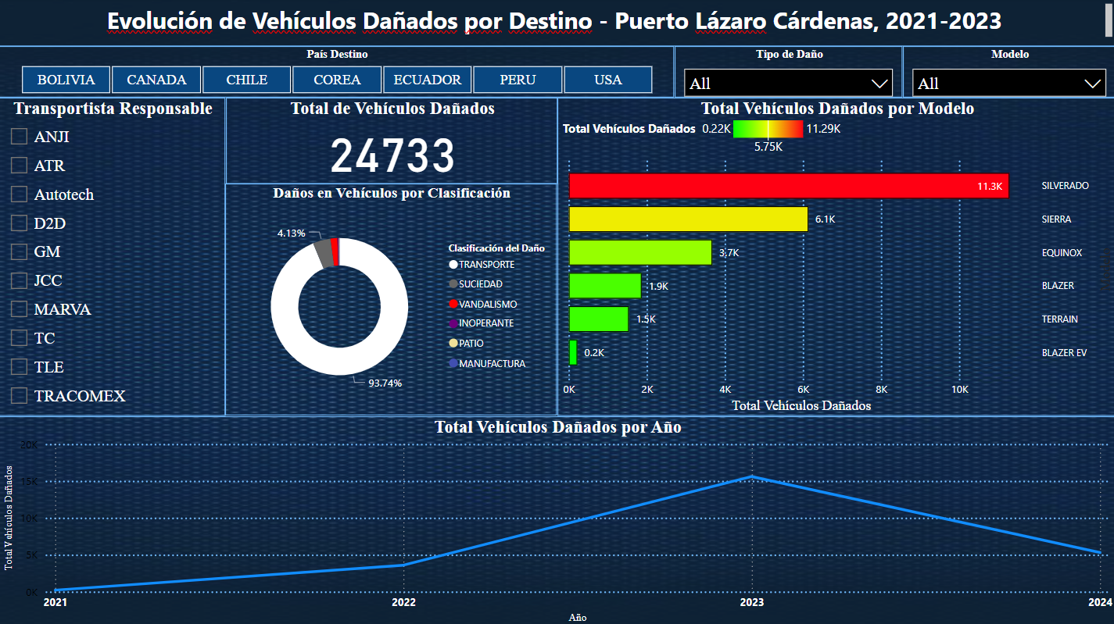 Evolución de Vehículos Dañados por Destino - Puerto Lázaro Cárdenas, 2021-2023
País Destino
BOLIVIA CANADA CHILE COREA ECUADOR PERU USA
Tipo de Daño
All
Modelo
All
Transportista Responsable
ANJI
ATR
Autotech
D2D
GM
JCC
MARVA
TC
TLE
TRACOMEX
Total de Vehículos Dañados
24733
Daños en Vehículos por Clasificación
4.13%
93.74%
Clasificación del Daño
TRANSPORTE
SUCIEDAD
VANDALISMO
INOPERANTE
PATIO
MANUFACTURA
Total Vehículos Dañados por Modelo
Total Vehículos Dañados 0.22K 11.29K
5.75K
11.3K SILVERADO
6.1K SIERRA
3.7K EQUINOX
1.9K BLAZER
1.5K TERRAIN
0.2K BLAZER EV
0K 2K 4K 6K 8K 10K
Total Vehículos Dañados
Total Vehículos Dañados por Año
Total Vehículos Dañados
20K
15K
10K
5K
0K
2021 2022 2023 2024
Año